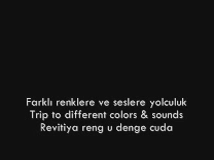 Farklı renklere ve seslere yolculuk
Trip to different colors & sounds
Revitiya reng u denge cuda